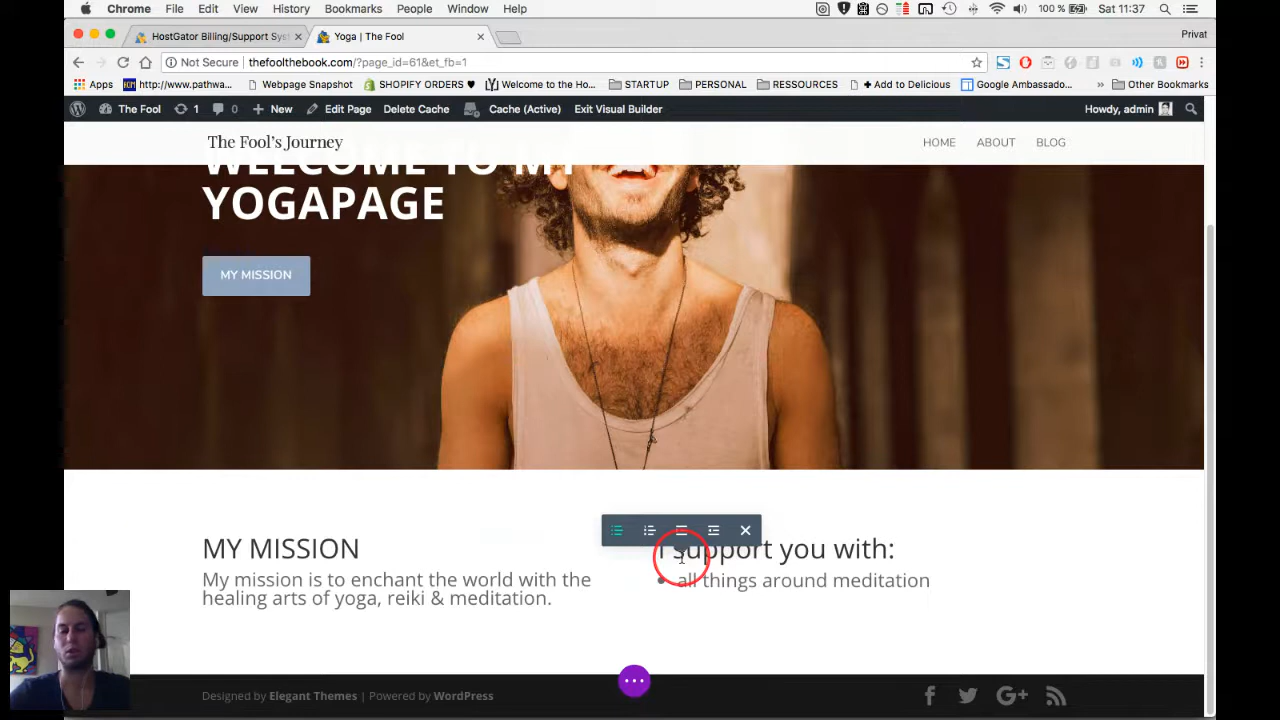 Chrome File Edit View History Bookmarks People Window Help 100 % Sat 11:37
HostGator Billing/Support Sys Yoga | The Fool Privat
Not Secure thefoolthebook.com/?page_id=61&et_fb=1
Apps http://www.pathwa... Webpage Snapshot SHOPIFY ORDERS ♥ Welcome to the Ho... STARTUP PERSONAL RESSOURCES + Add to Delicious Google Ambassado... » Other Bookmarks
The Fool 1 0 + New Edit Page Delete Cache Cache (Active) Exit Visual Builder Howdy, admin
The Fool's Journey HOME ABOUT BLOG
WELCOME TO MY
YOGAPAGE
MY MISSION
MY MISSION
My mission is to enchant the world with the
healing arts of yoga, reiki & meditation.
I support you with:
• all things around meditation
Designed by Elegant Themes | Powered by WordPress